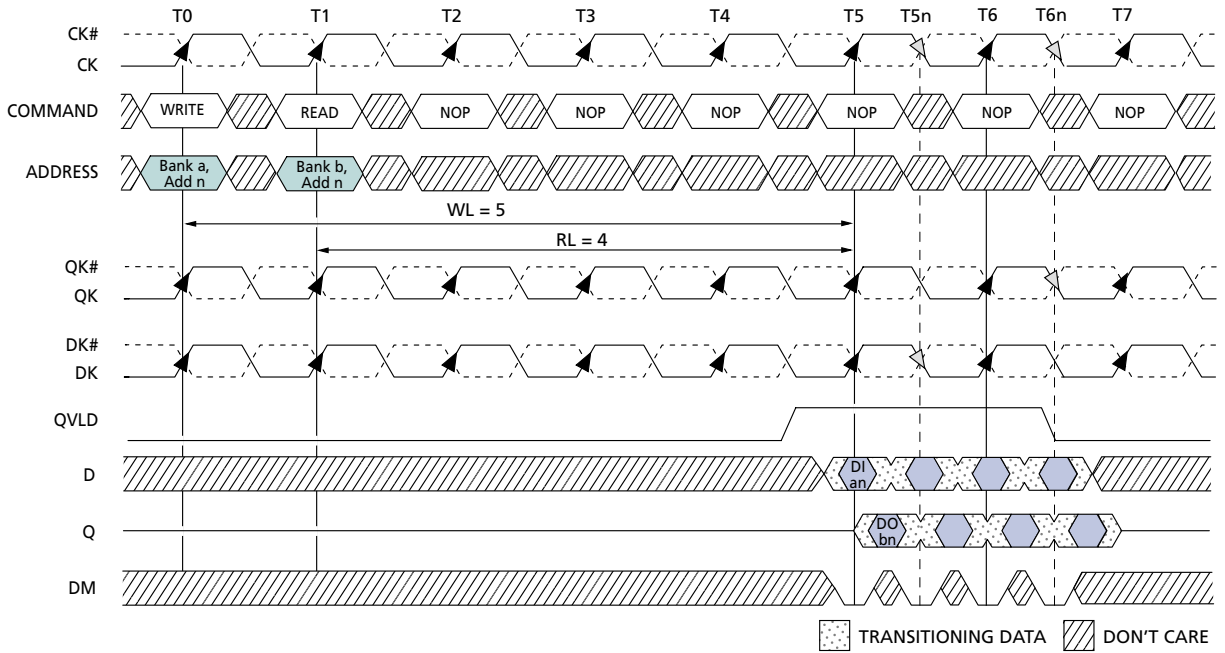 T0 T1 T2 T3 T4 T5 T5n T6 T6n T7
CK#
CK
COMMAND WRITE READ NOP NOP NOP NOP NOP NOP
ADDRESS Bank a, Add n Bank b, Add n
WL = 5
RL = 4
QK#
QK
DK#
DK
QVLD
D DI an
Q DO bn
DM
TRANSITIONING DATA DON'T CARE